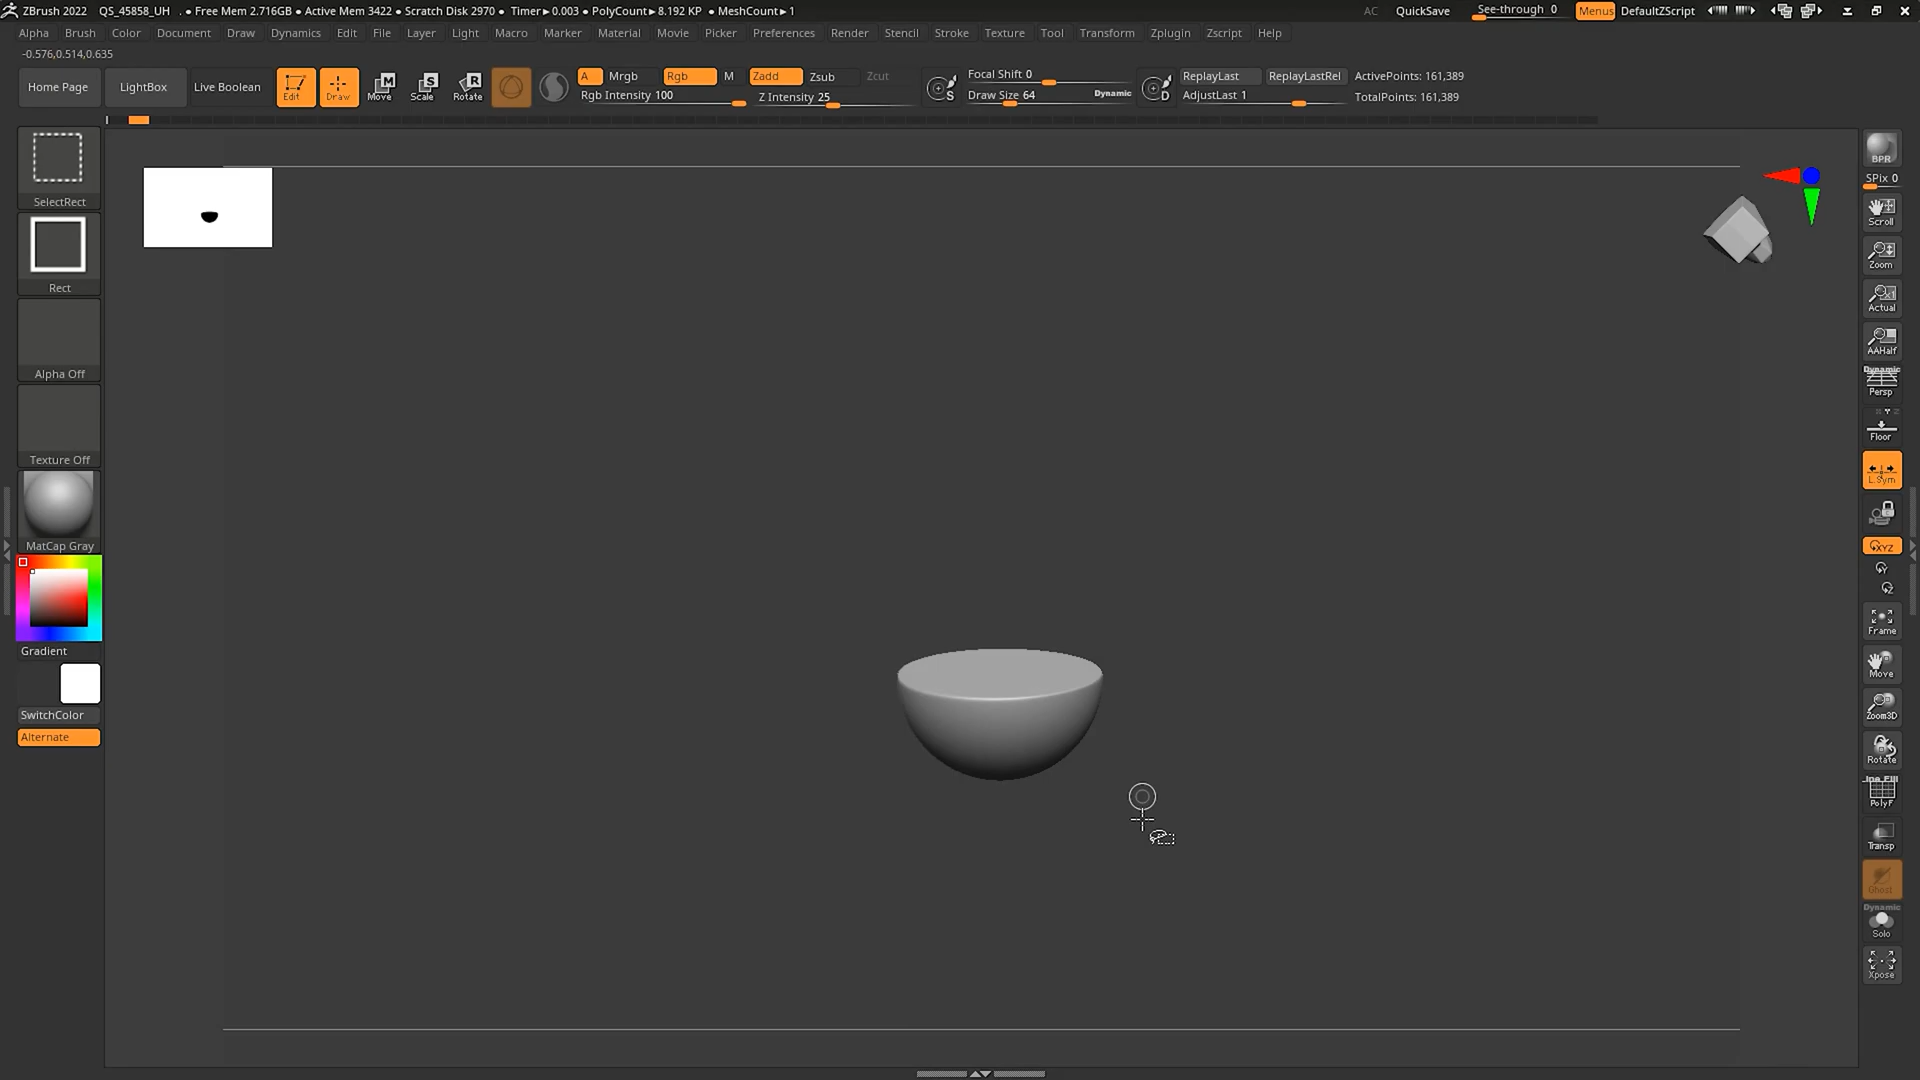 ZBrush 2022 QS_45858_UH . ● Free Mem 2.716GB ● Active Mem 3422 ● Scratch Disk 2970 ● Timer▸0.003 ● PolyCount▸8.192 KP ● MeshCount▸1 AC QuickSave See-through 0 Menus DefaultZScript
Alpha Brush Color Document Draw Dynamics Edit File Layer Light Macro Marker Material Movie Picker Preferences Render Stencil Stroke Texture Tool Transform Zplugin Zscript Help
-0.576,0.514,0.635
Home Page LightBox Live Boolean Edit Draw Move Scale Rotate
A Mrgb Rgb M Zadd Zsub Zcut
Rgb Intensity 100 Z Intensity 25
Focal Shift 0
Draw Size 64 Dynamic
ReplayLast ReplayLastRel ActivePoints: 161,389
AdjustLast 1 TotalPoints: 161,389
SelectRect
Rect
Alpha Off
Texture Off
MatCap Gray
Gradient
SwitchColor
Alternate
BPR
SPix 0
Scroll
Zoom
Actual
AAHalf
Dynamic
Persp
Floor
L.Sym
XYZ
Frame
Move
Zoom3D
Rotate
PolyF
Transp
Ghost
Dynamic
Solo
Xpose